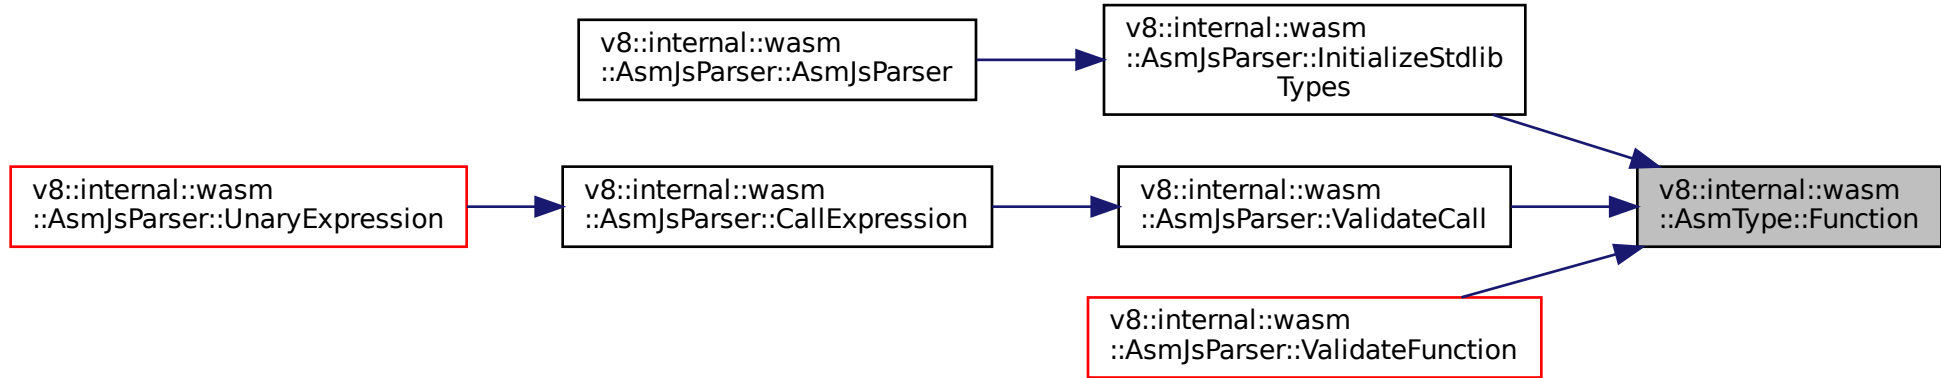 v8::internal::wasm
::AsmJsParser::AsmJsParser
v8::internal::wasm
::AsmJsParser::InitializeStdlib
Types
v8::internal::wasm
::AsmJsParser::UnaryExpression
v8::internal::wasm
::AsmJsParser::CallExpression
v8::internal::wasm
::AsmJsParser::ValidateCall
v8::internal::wasm
::AsmType::Function
v8::internal::wasm
::AsmJsParser::ValidateFunction